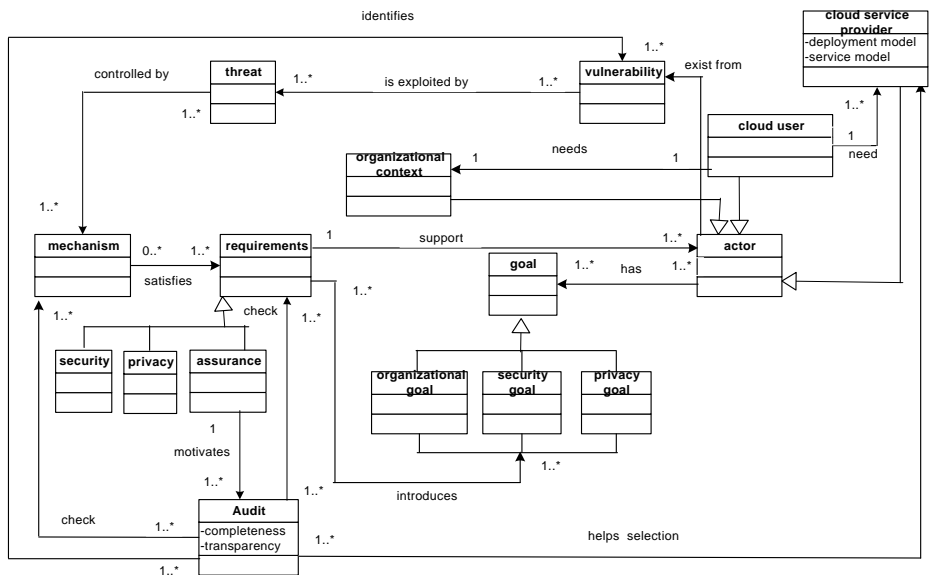 identifies
cloud service
provider
-deployment model
-service model
1..*
controlled by
threat
1..*
is exploited by
1..*
vulnerability
exist from
1..*
1..*
cloud user
1
need
organizational
context
1
needs
1
1..*
mechanism
0..*
satisfies
1..*
requirements
1
support
1..*
actor
1..*
check
1..*
1..*
1..*
goal
1..*
has
security
privacy
assurance
organizational
goal
security
goal
privacy
goal
1
motivates
1..*
1..*
introduces
1..*
Audit
-completeness
-transparency
check
1..*
1..*
helps selection
1..*